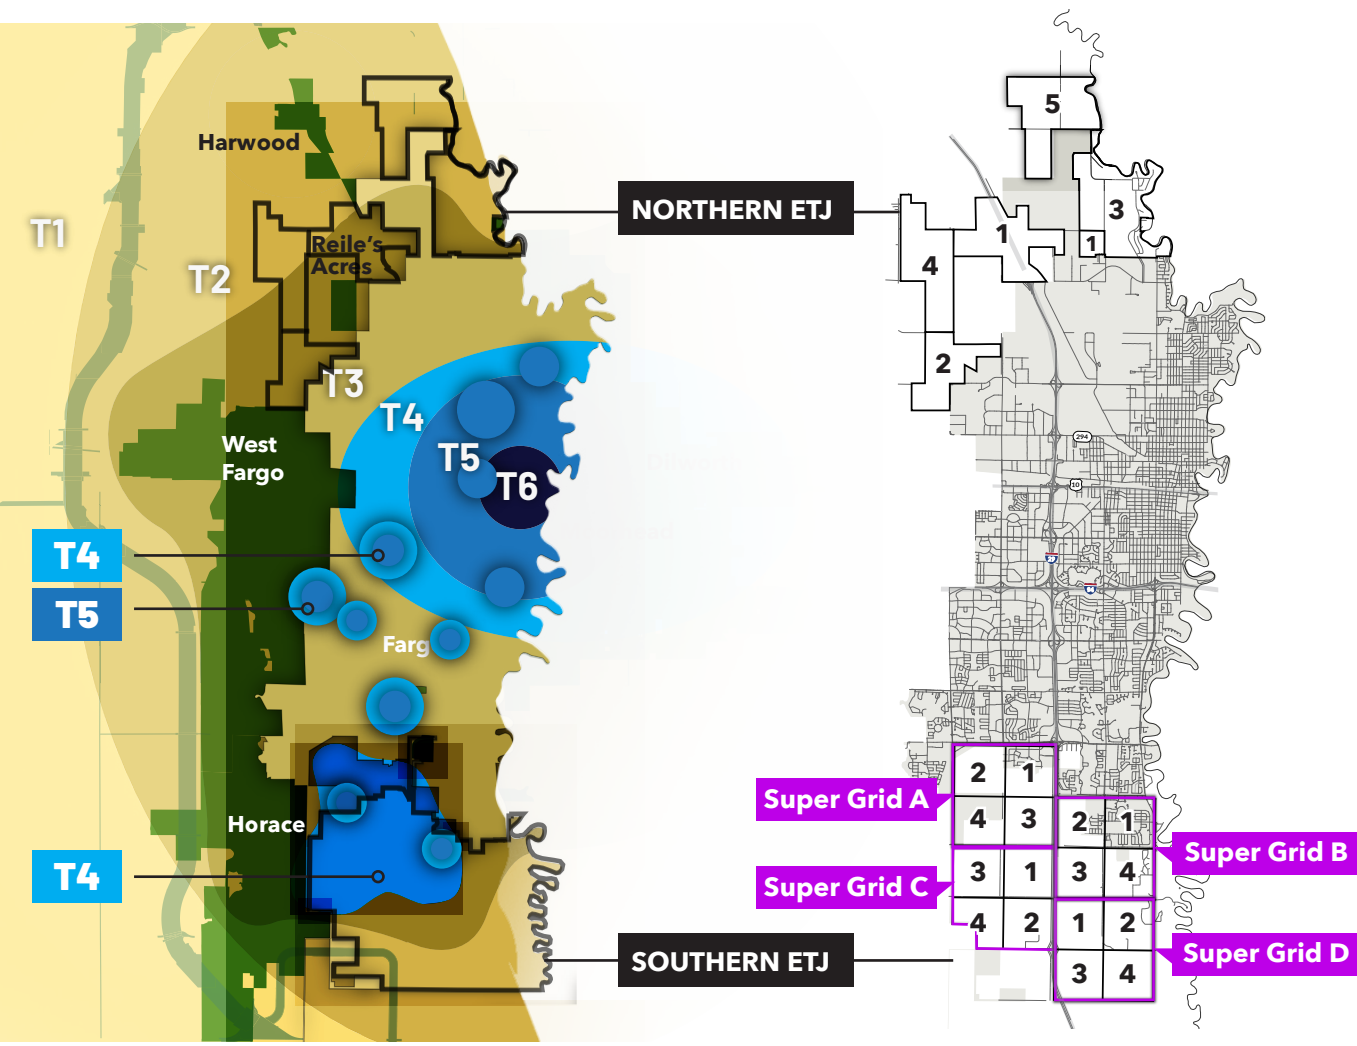 Harwood
T1
T2
Reile's
Acres
T3
T4
T5
T6
West
Fargo
T4
T5
Farg
Horace
T4
NORTHERN ETJ
SOUTHERN ETJ
5
3
1
1
4
2
294
10
2
1
4
3
2
1
3
1
3
4
4
2
1
2
3
4
Super Grid A
Super Grid B
Super Grid C
Super Grid D